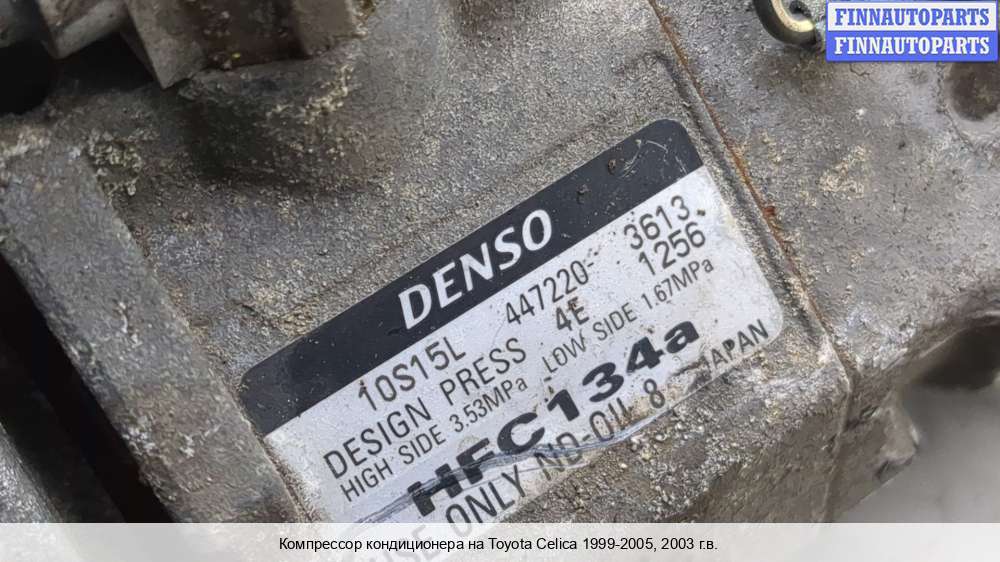 FINNAUTOPARTS
FINNAUTOPARTS
DENSO
10S15L 447220- 3613
DESIGN PRESS 4E 1256
HIGH SIDE 3.53MPa LOW SIDE 1.67MPa
HFC134a
ONLY ND-OIL 8 JAPAN
Компрессор кондиционера на Toyota Celica 1999-2005, 2003 г.в.